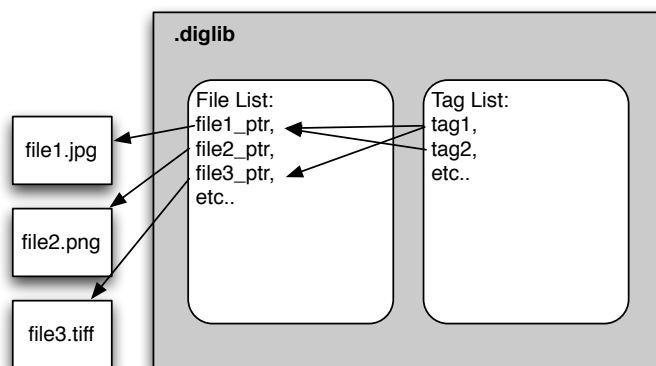 .diglib
File List:
file1_ptr,
file2_ptr,
file3_ptr,
etc..
Tag List:
tag1,
tag2,
etc..
file1.jpg
file2.png
file3.tiff